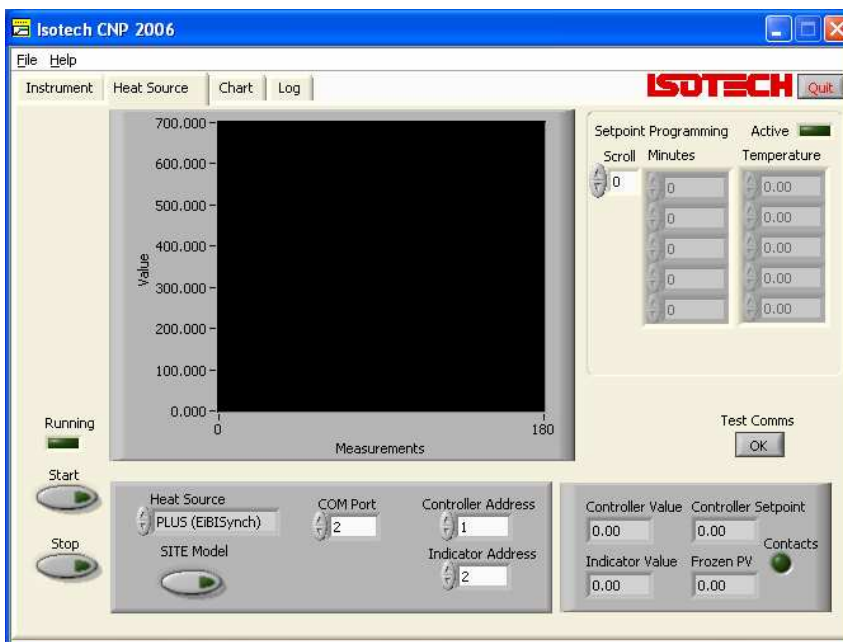 Isotech CNP 2006
File Help
Instrument Heat Source Chart Log
ISOTECH Quit
700.000
600.000
500.000
400.000
300.000
200.000
100.000
0.000
Value
0 180
Measurements
Setpoint Programming Active
Scroll Minutes Temperature
0 0 0.00
0 0.00
0 0.00
0 0.00
0 0.00
Running
Start
Stop
Test Comms
OK
Heat Source COM Port Controller Address
PLUS (EiBISynch) 2 1
SITE Model Indicator Address
2
Controller Value Controller Setpoint
0.00 0.00
Contacts
Indicator Value Frozen PV
0.00 0.00